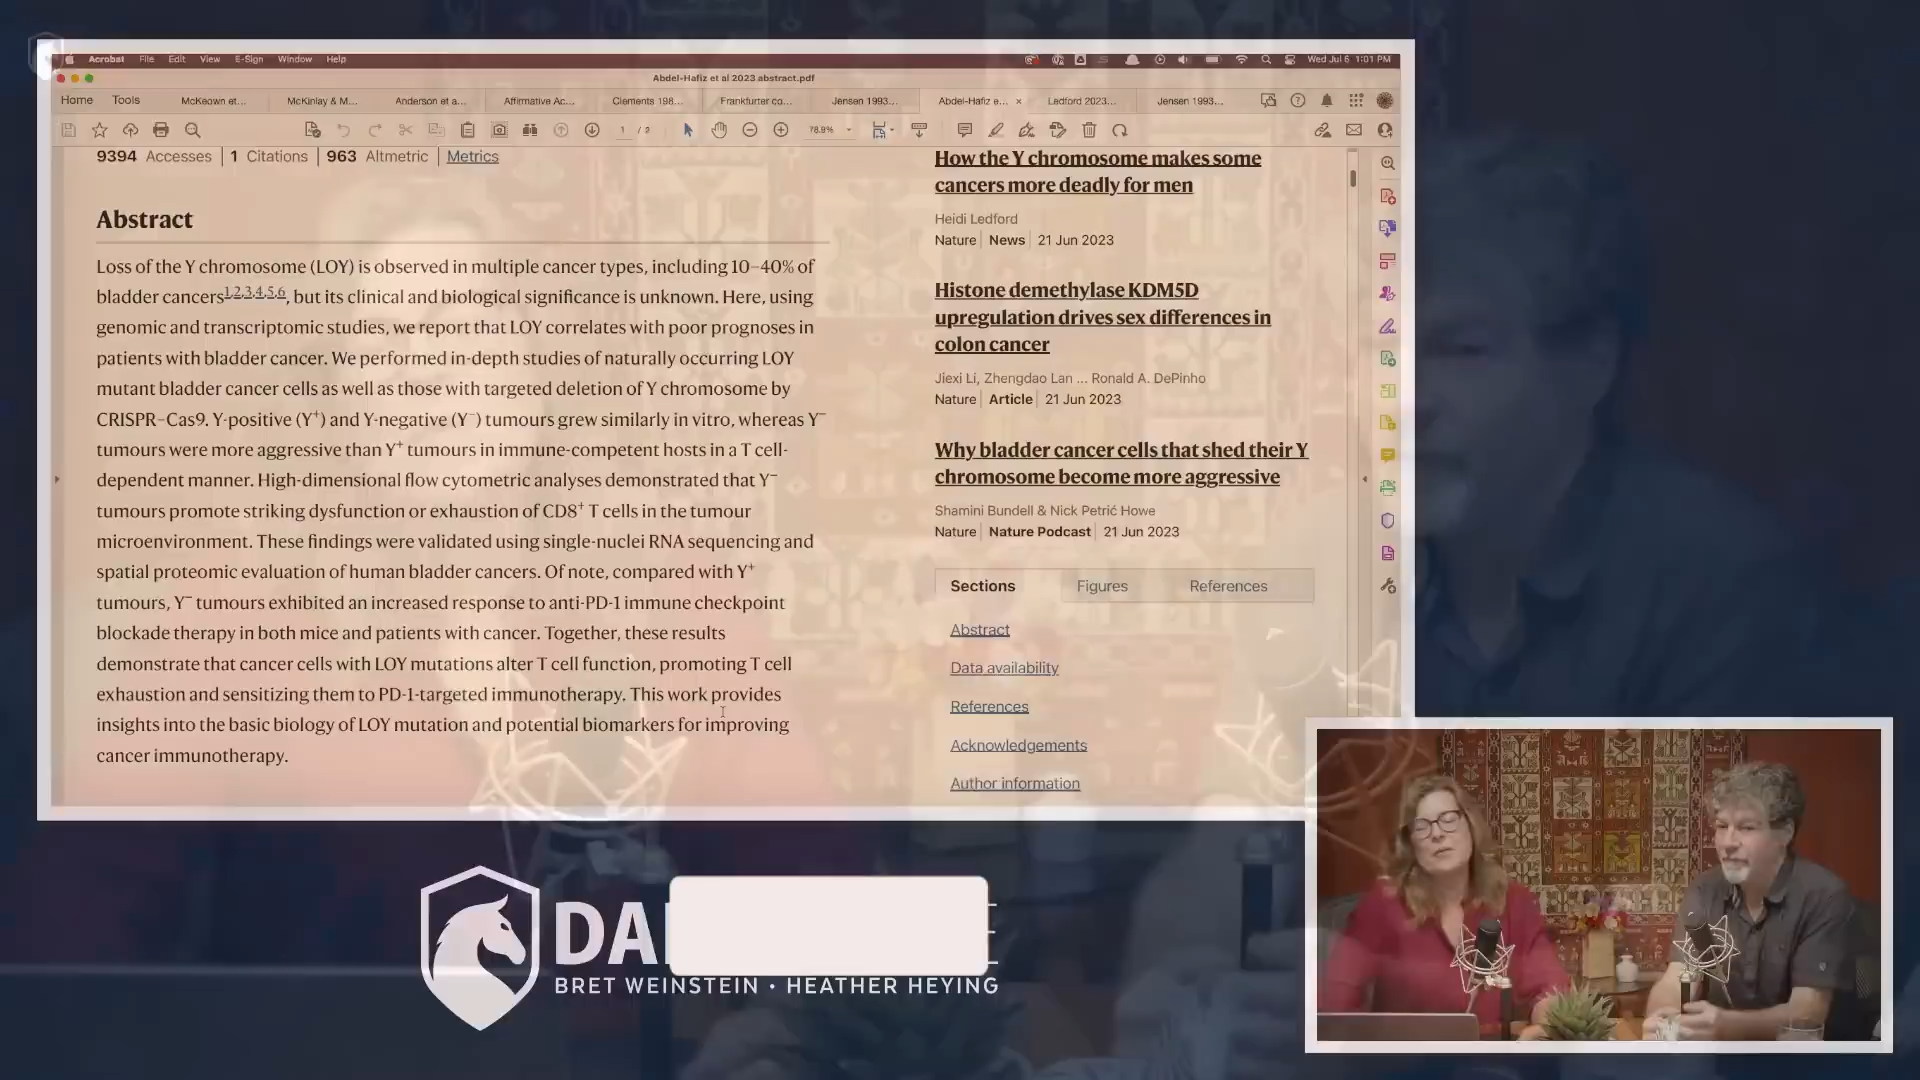 Acrobat File Edit View E-Sign Window Help
Wed Jul 6 1:01 PM
Abdel-Hafiz et al 2023 abstract.pdf
Home Tools McKeown et... McKinlay & M... Anderson et a... Affirmative Ac... Clements 198... Frankfurter co... Jensen 1993... Abdel-Hafiz e... × Ledford 2023... Jensen 1993...
1 / 2 78.9%
9394 Accesses | 1 Citations | 963 Altmetric | Metrics
Abstract
Loss of the Y chromosome (LOY) is observed in multiple cancer types, including 10–40% of
bladder cancers1,2,3,4,5,6, but its clinical and biological significance is unknown. Here, using
genomic and transcriptomic studies, we report that LOY correlates with poor prognoses in
patients with bladder cancer. We performed in-depth studies of naturally occurring LOY
mutant bladder cancer cells as well as those with targeted deletion of Y chromosome by
CRISPR–Cas9. Y-positive (Y+) and Y-negative (Y−) tumours grew similarly in vitro, whereas Y−
tumours were more aggressive than Y+ tumours in immune-competent hosts in a T cell-
dependent manner. High-dimensional flow cytometric analyses demonstrated that Y−
tumours promote striking dysfunction or exhaustion of CD8+ T cells in the tumour
microenvironment. These findings were validated using single-nuclei RNA sequencing and
spatial proteomic evaluation of human bladder cancers. Of note, compared with Y+
tumours, Y− tumours exhibited an increased response to anti-PD-1 immune checkpoint
blockade therapy in both mice and patients with cancer. Together, these results
demonstrate that cancer cells with LOY mutations alter T cell function, promoting T cell
exhaustion and sensitizing them to PD-1-targeted immunotherapy. This work provides
insights into the basic biology of LOY mutation and potential biomarkers for improving
cancer immunotherapy.
How the Y chromosome makes some
cancers more deadly for men
Heidi Ledford
Nature | News | 21 Jun 2023
Histone demethylase KDM5D
upregulation drives sex differences in
colon cancer
Jiexi Li, Zhengdao Lan ... Ronald A. DePinho
Nature | Article | 21 Jun 2023
Why bladder cancer cells that shed their Y
chromosome become more aggressive
Shamini Bundell & Nick Petrić Howe
Nature | Nature Podcast | 21 Jun 2023
Sections Figures References
Abstract
Data availability
References
Acknowledgements
Author information
DA
BRET WEINSTEIN • HEATHER HEYING